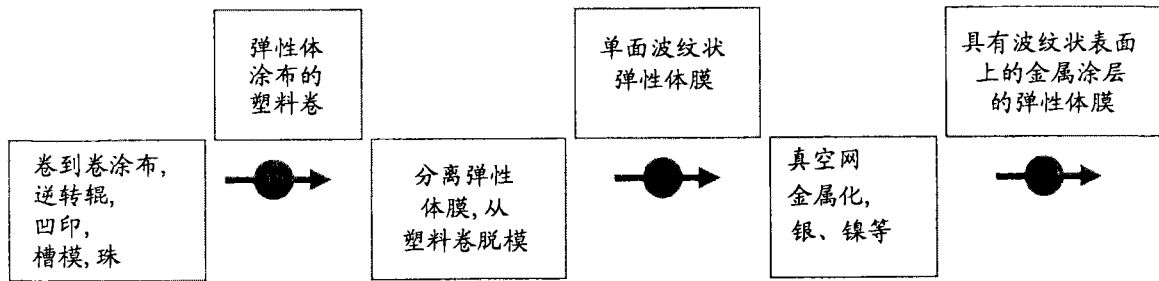 弹性体
涂布的
塑料卷
单面波纹状
弹性体膜
具有波纹状表面
上的金属涂层
的弹性体膜
卷到卷涂布,
逆转辊,
凹印,
槽模, 珠
分离弹性
体膜, 从
塑料卷脱模
真空网
金属化,
银、镍等